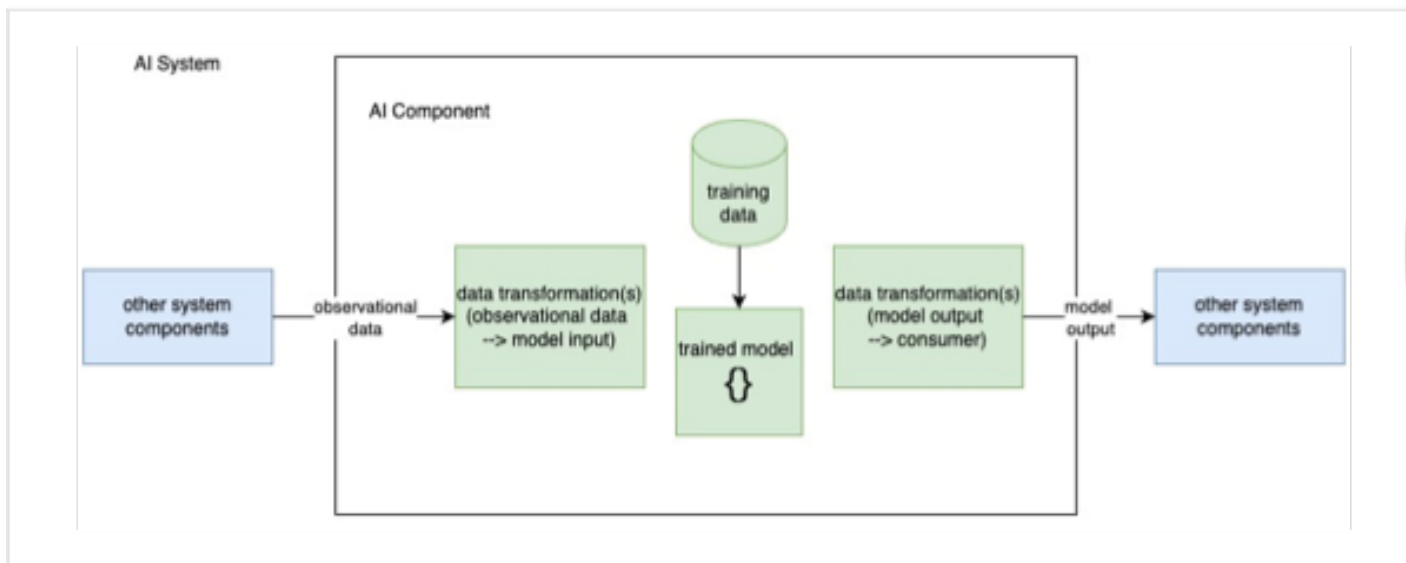 AI System
AI Component
training
data
other system
components
observational
data
data transformation(s)
(observational data
--> model input)
trained model
{}
data transformation(s)
(model output
--> consumer)
model
output
other system
components